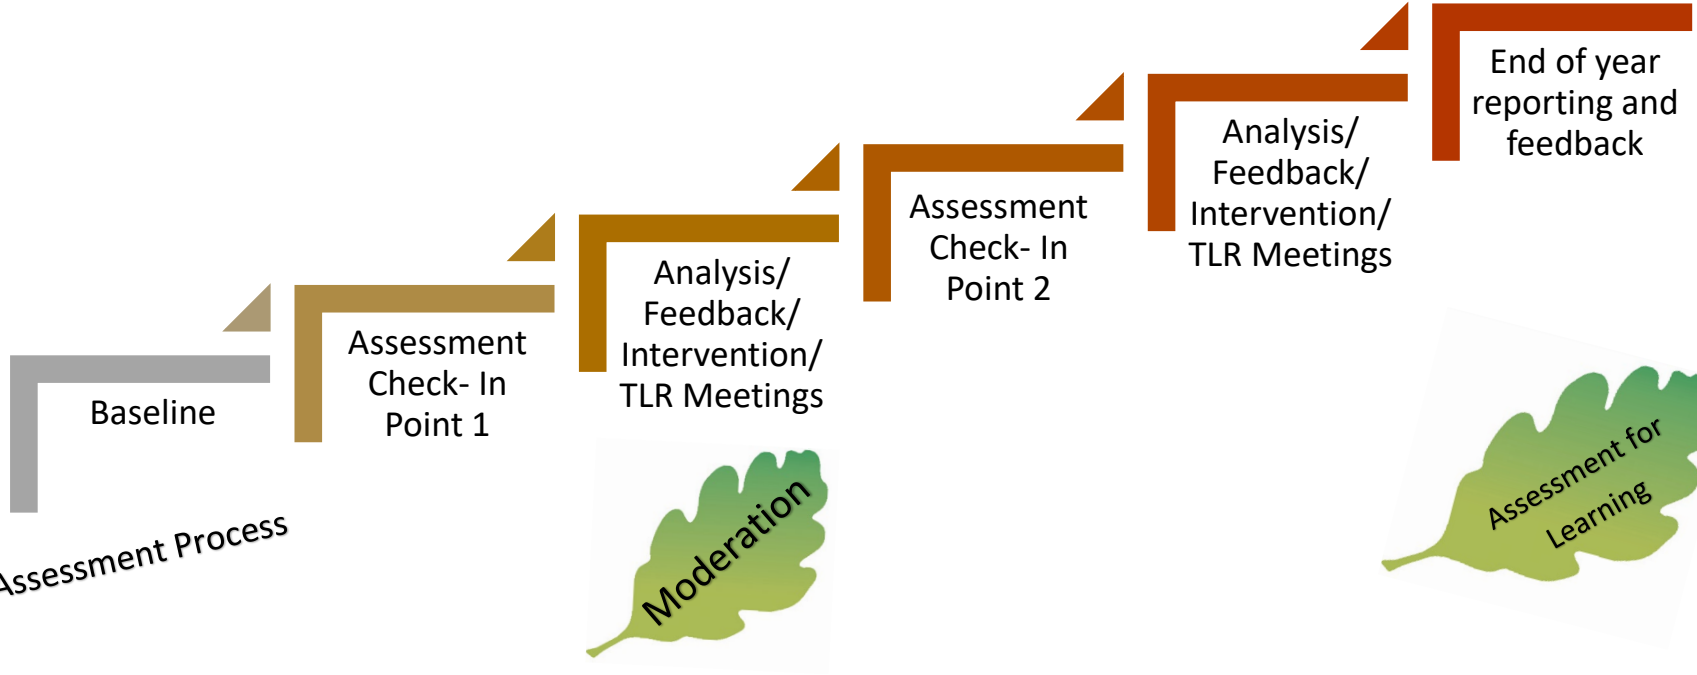 Baseline
Assessment
Check- In
Point 1
Analysis/
Feedback/
Intervention/
TLR Meetings
Assessment
Check- In
Point 2
Analysis/
Feedback/
Intervention/
TLR Meetings
End of year
reporting and
feedback
Assessment Process
Moderation
Assessment for
Learning